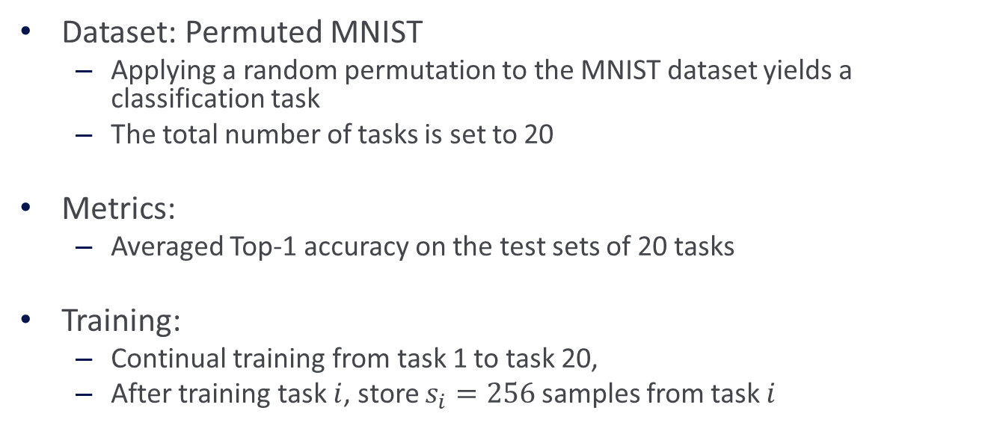 • Dataset: Permuted MNIST
– Applying a random permutation to the MNIST dataset yields a
classification task
– The total number of tasks is set to 20
• Metrics:
– Averaged Top-1 accuracy on the test sets of 20 tasks
• Training:
– Continual training from task 1 to task 20,
– After training task 𝑖, store 𝑠ᵢ = 256 samples from task 𝑖